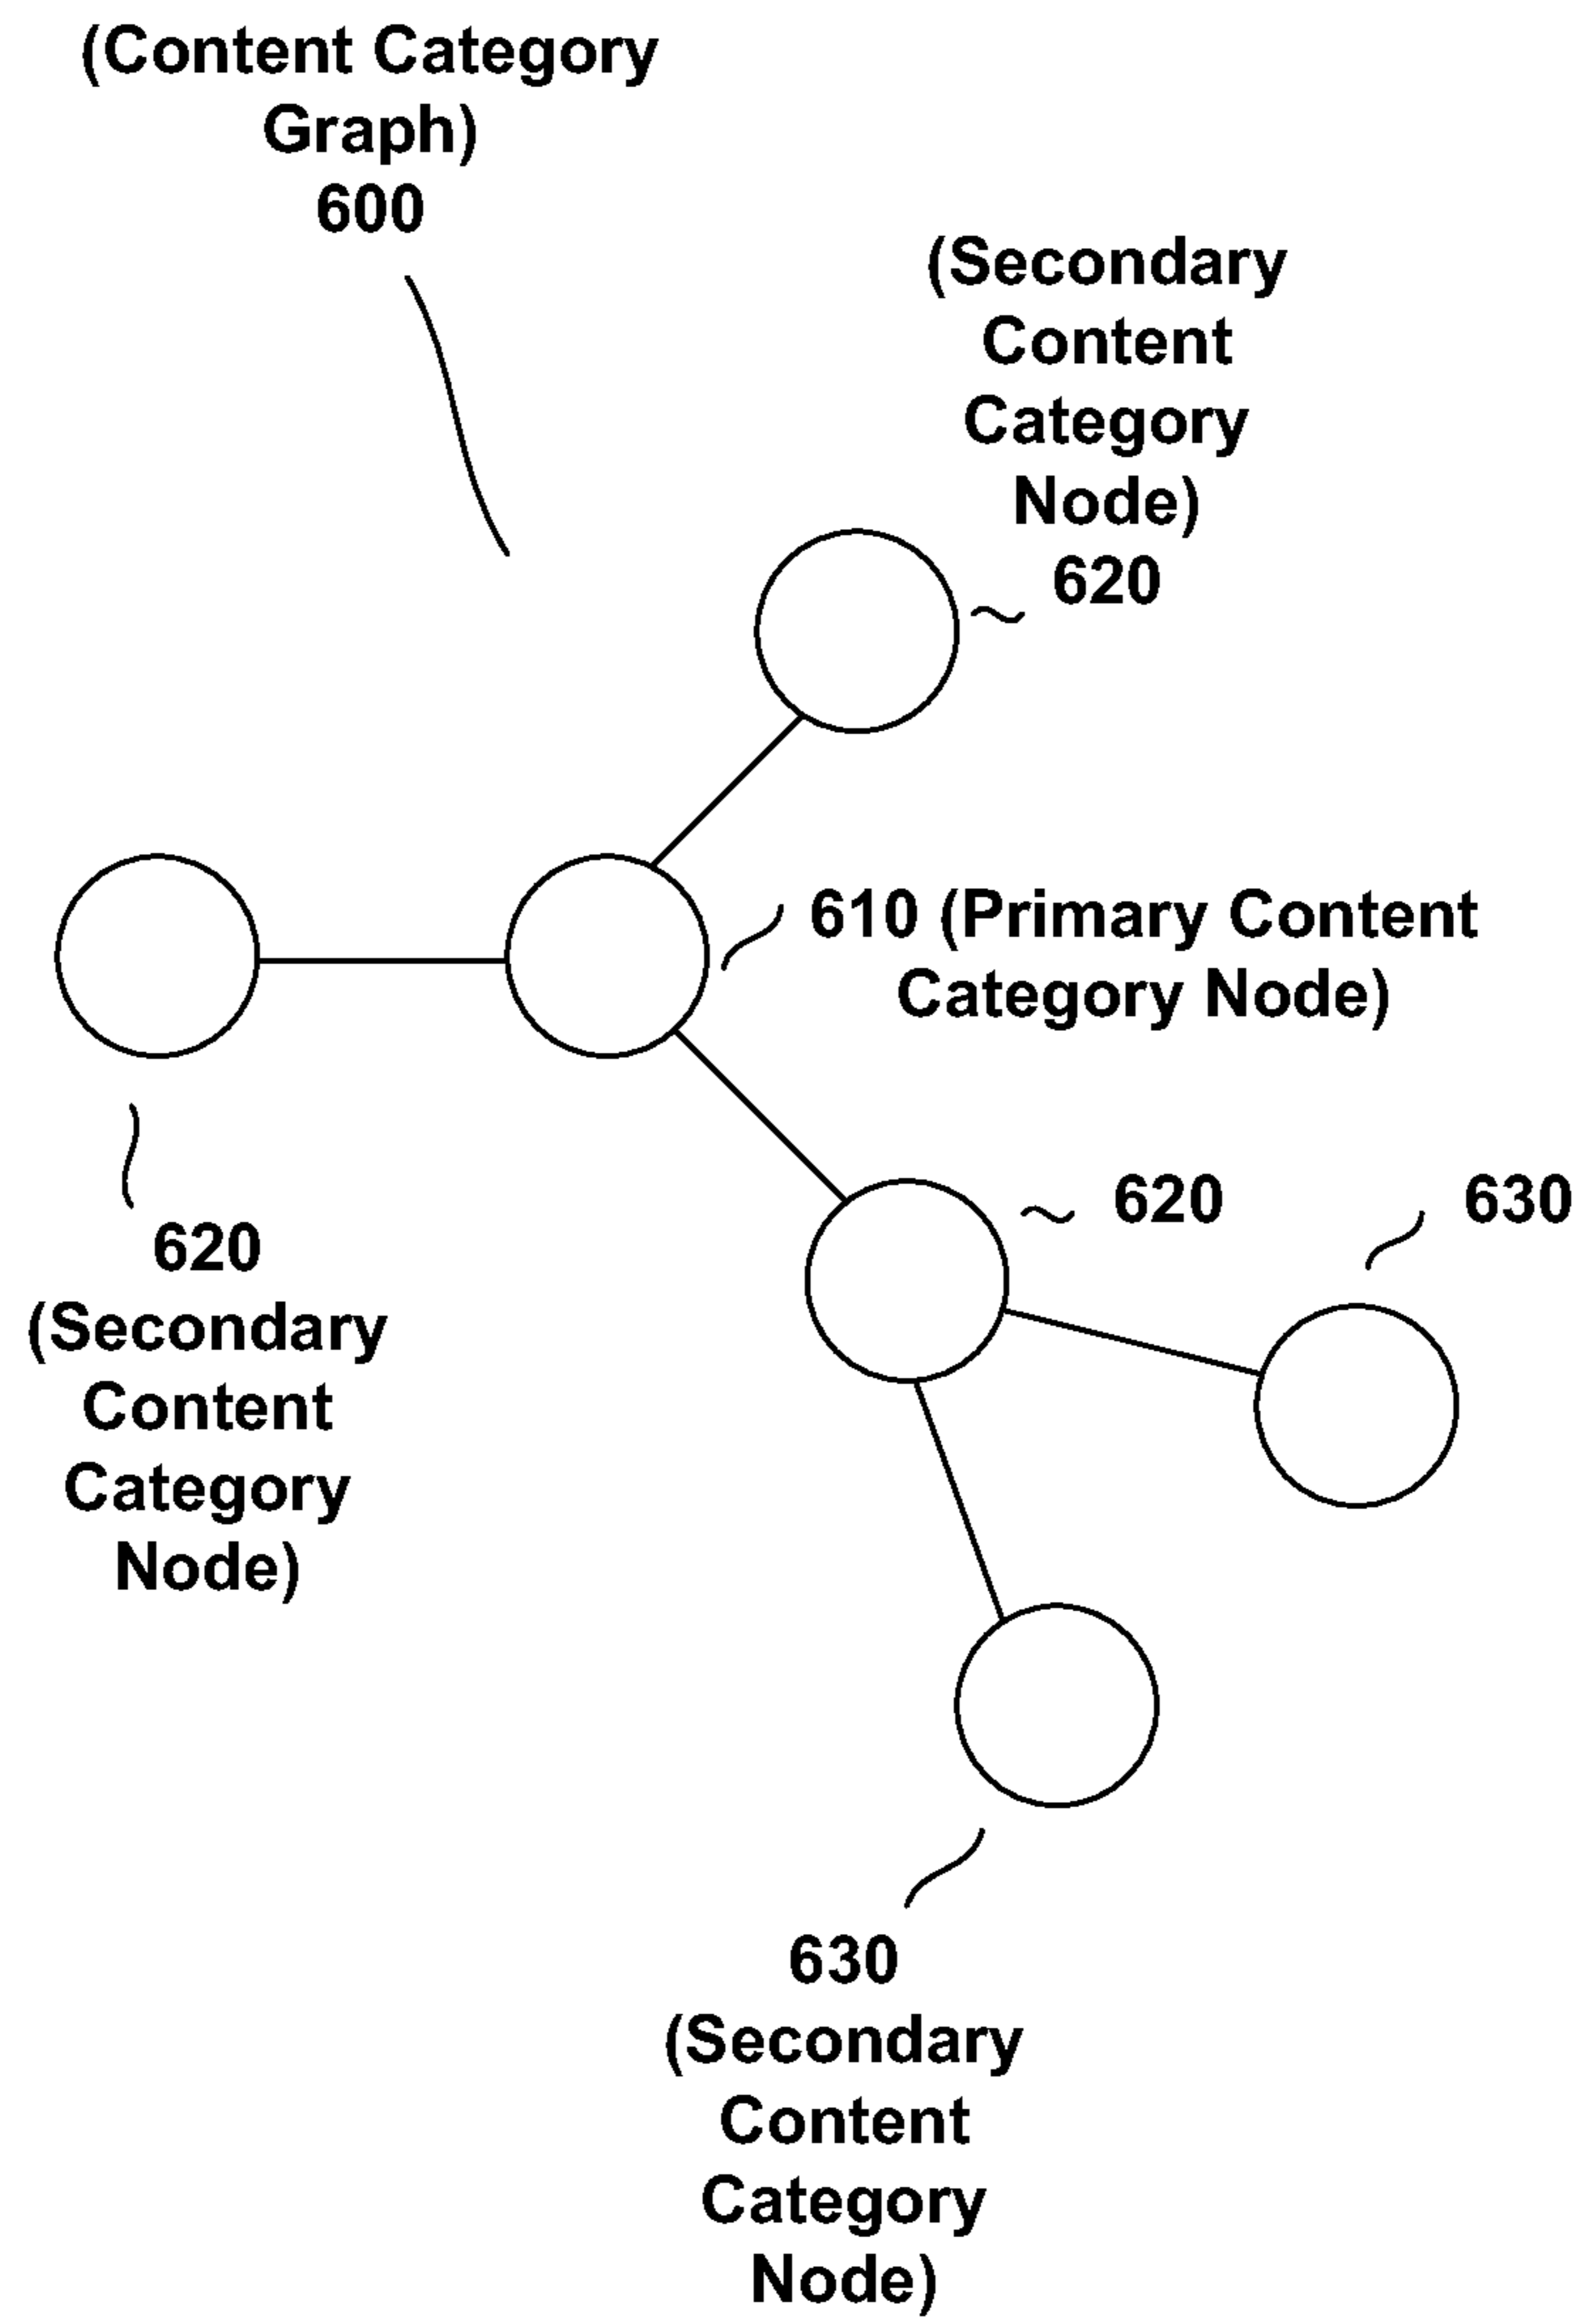 (Content Category
Graph)
600
(Secondary
Content
Category
Node)
620
610 (Primary Content
Category Node)
620
630
620
(Secondary
Content
Category
Node)
630
(Secondary
Content
Category
Node)